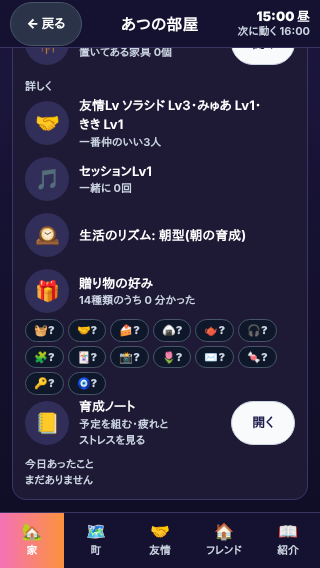 ← 戻る
あつの部屋
15:00 昼
次に動く 16:00
置いてある家具 0個
詳しく
友情Lv ソラシド Lv3・みゅあ Lv1・
きき Lv1
一番仲のいい3人
セッションLv1
一緒に 0回
生活のリズム: 朝型(朝の育成)
贈り物の好み
14種類のうち 0 分かった
? ? ? ? ? ?
? ? ? ? ? ?
? ?
育成ノート
予定を組む・疲れと
ストレスを見る
開く
今日あったこと
まだありません
家
町
友情
フレンド
紹介